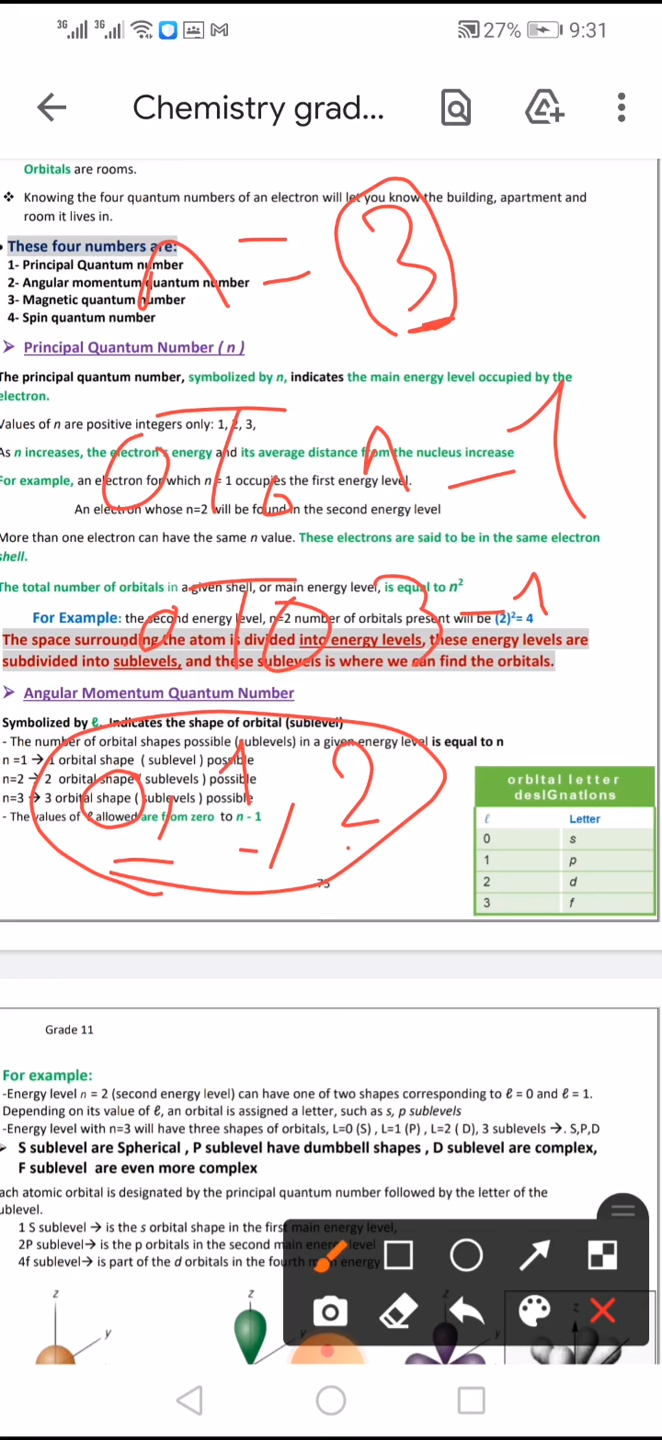 3G 3G 27% 9:31
Chemistry grad...
Orbitals are rooms.
❖ Knowing the four quantum numbers of an electron will let you know the building, apartment and
room it lives in.
These four numbers are:
1- Principal Quantum number
2- Angular momentum quantum number
3- Magnetic quantum number
4- Spin quantum number
n = 3
➢ Principal Quantum Number ( n )
The principal quantum number, symbolized by n, indicates the main energy level occupied by the
electron.
Values of n are positive integers only: 1, 2, 3,
As n increases, the electron's energy and its average distance from the nucleus increase
For example, an electron for which n = 1 occupies the first energy level.
An electron whose n=2 will be found in the second energy level
0 To n - 1
More than one electron can have the same n value. These electrons are said to be in the same electron
shell.
The total number of orbitals in a given shell, or main energy level, is equal to n²
For Example: the second energy level, n=2 number of orbitals present will be (2)²= 4
0 To 3 - 1
The space surrounding the atom is divided into energy levels, these energy levels are
subdivided into sublevels, and these sublevels is where we can find the orbitals.
➢ Angular Momentum Quantum Number
Symbolized by ℓ. Indicates the shape of orbital (sublevel)
- The number of orbital shapes possible (sublevels) in a given energy level is equal to n
n =1 → 1 orbital shape ( sublevel ) possible
n=2 → 2 orbital shape ( sublevels ) possible
n=3 → 3 orbital shape ( sublevels ) possible
- The values of ℓ allowed are from zero to n - 1
0, 1, 2
orbital letter
desIGnatIons
ℓ Letter
0 s
1 p
2 d
3 f
75
Grade 11
For example:
-Energy level n = 2 (second energy level) can have one of two shapes corresponding to ℓ = 0 and ℓ = 1.
Depending on its value of ℓ, an orbital is assigned a letter, such as s, p sublevels
-Energy level with n=3 will have three shapes of orbitals, L=0 (S) , L=1 (P) , L=2 ( D), 3 sublevels →. S,P,D
➢ S sublevel are Spherical , P sublevel have dumbbell shapes , D sublevel are complex,
F sublevel are even more complex
ach atomic orbital is designated by the principal quantum number followed by the letter of the
ublevel.
1 S sublevel → is the s orbital shape in the first main energy level,
2P sublevel→ is the p orbitals in the second main energy level
4f sublevel→ is part of the d orbitals in the fourth main energy
z z z z
y y y